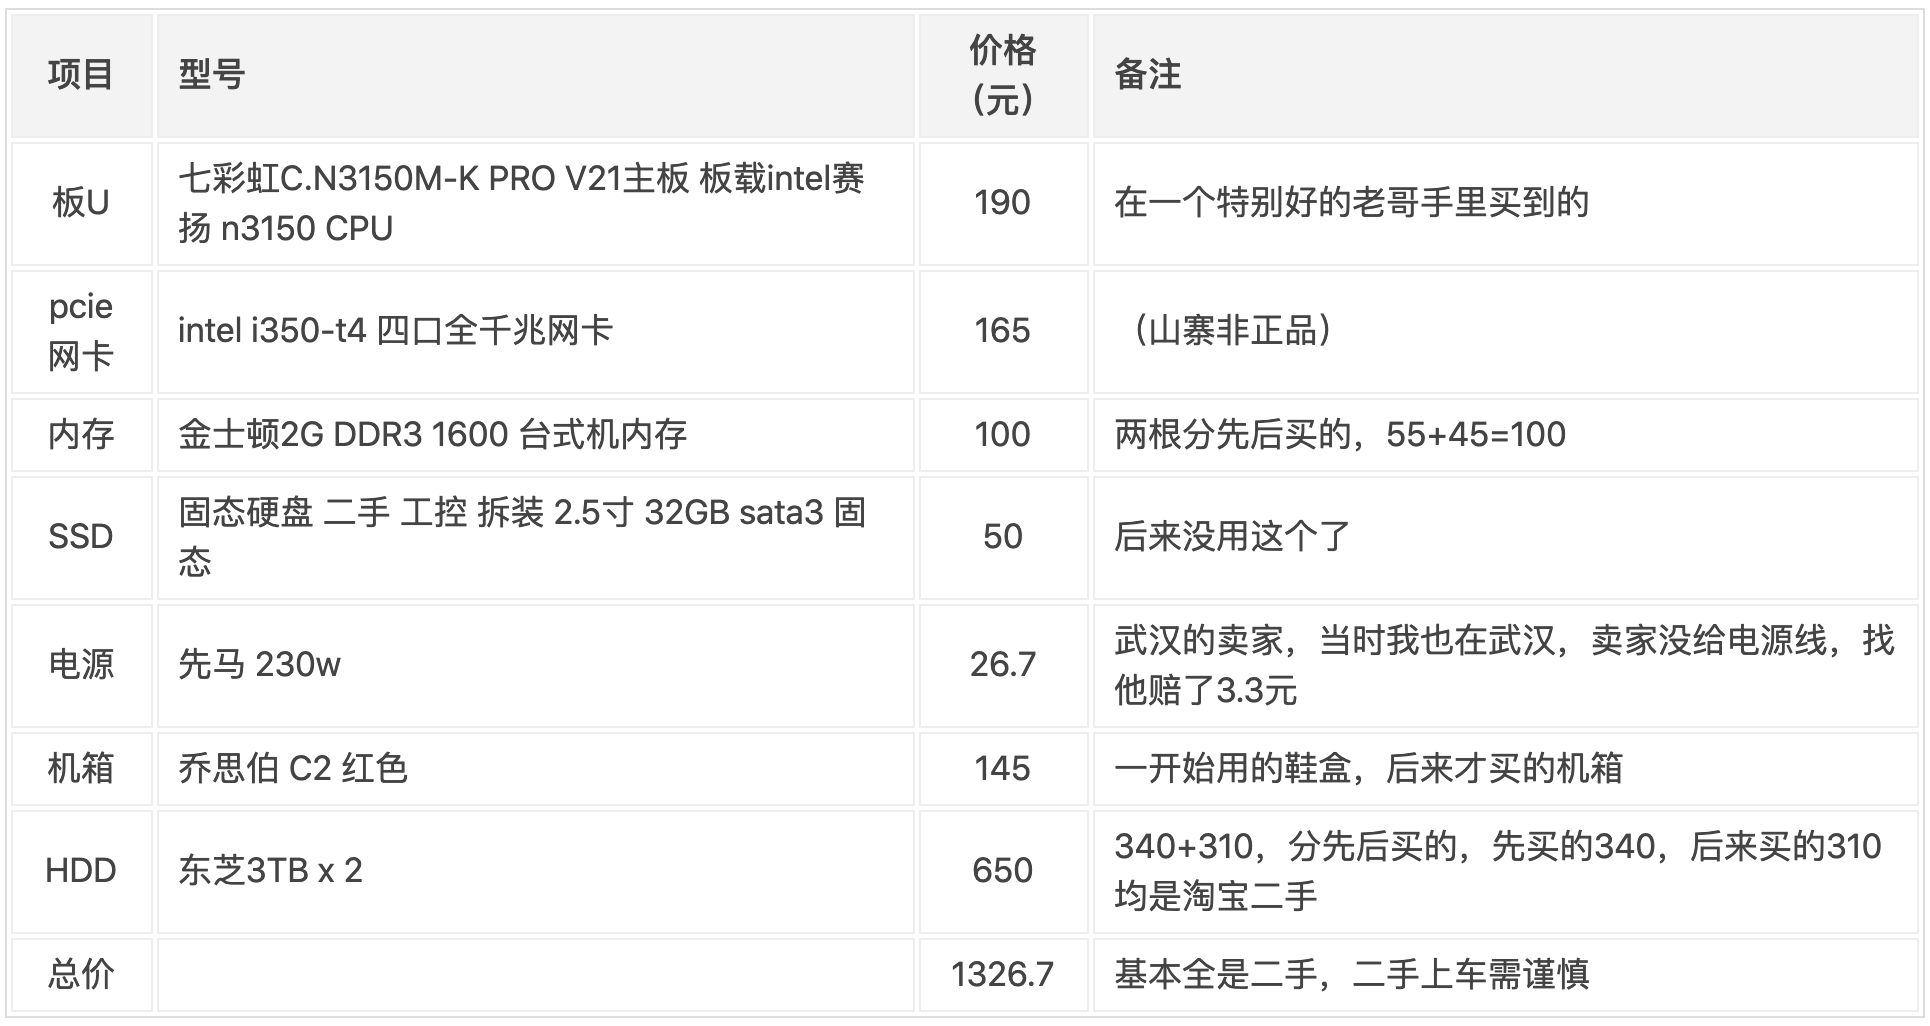 项目
型号
价格
（元）
备注
板U
七彩虹C.N3150M-K PRO V21主板 板载intel赛
扬 n3150 CPU
190
在一个特别好的老哥手里买到的
pcie
网卡
intel i350-t4 四口全千兆网卡
165
（山寨非正品）
内存
金士顿2G DDR3 1600 台式机内存
100
两根分先后买的，55+45=100
SSD
固态硬盘 二手 工控 拆装 2.5寸 32GB sata3 固
态
50
后来没用这个了
电源
先马 230w
26.7
武汉的卖家，当时我也在武汉，卖家没给电源线，找
他赔了3.3元
机箱
乔思伯 C2 红色
145
一开始用的鞋盒，后来才买的机箱
HDD
东芝3TB x 2
650
340+310，分先后买的，先买的340，后来买的310
均是淘宝二手
总价
1326.7
基本全是二手，二手上车需谨慎